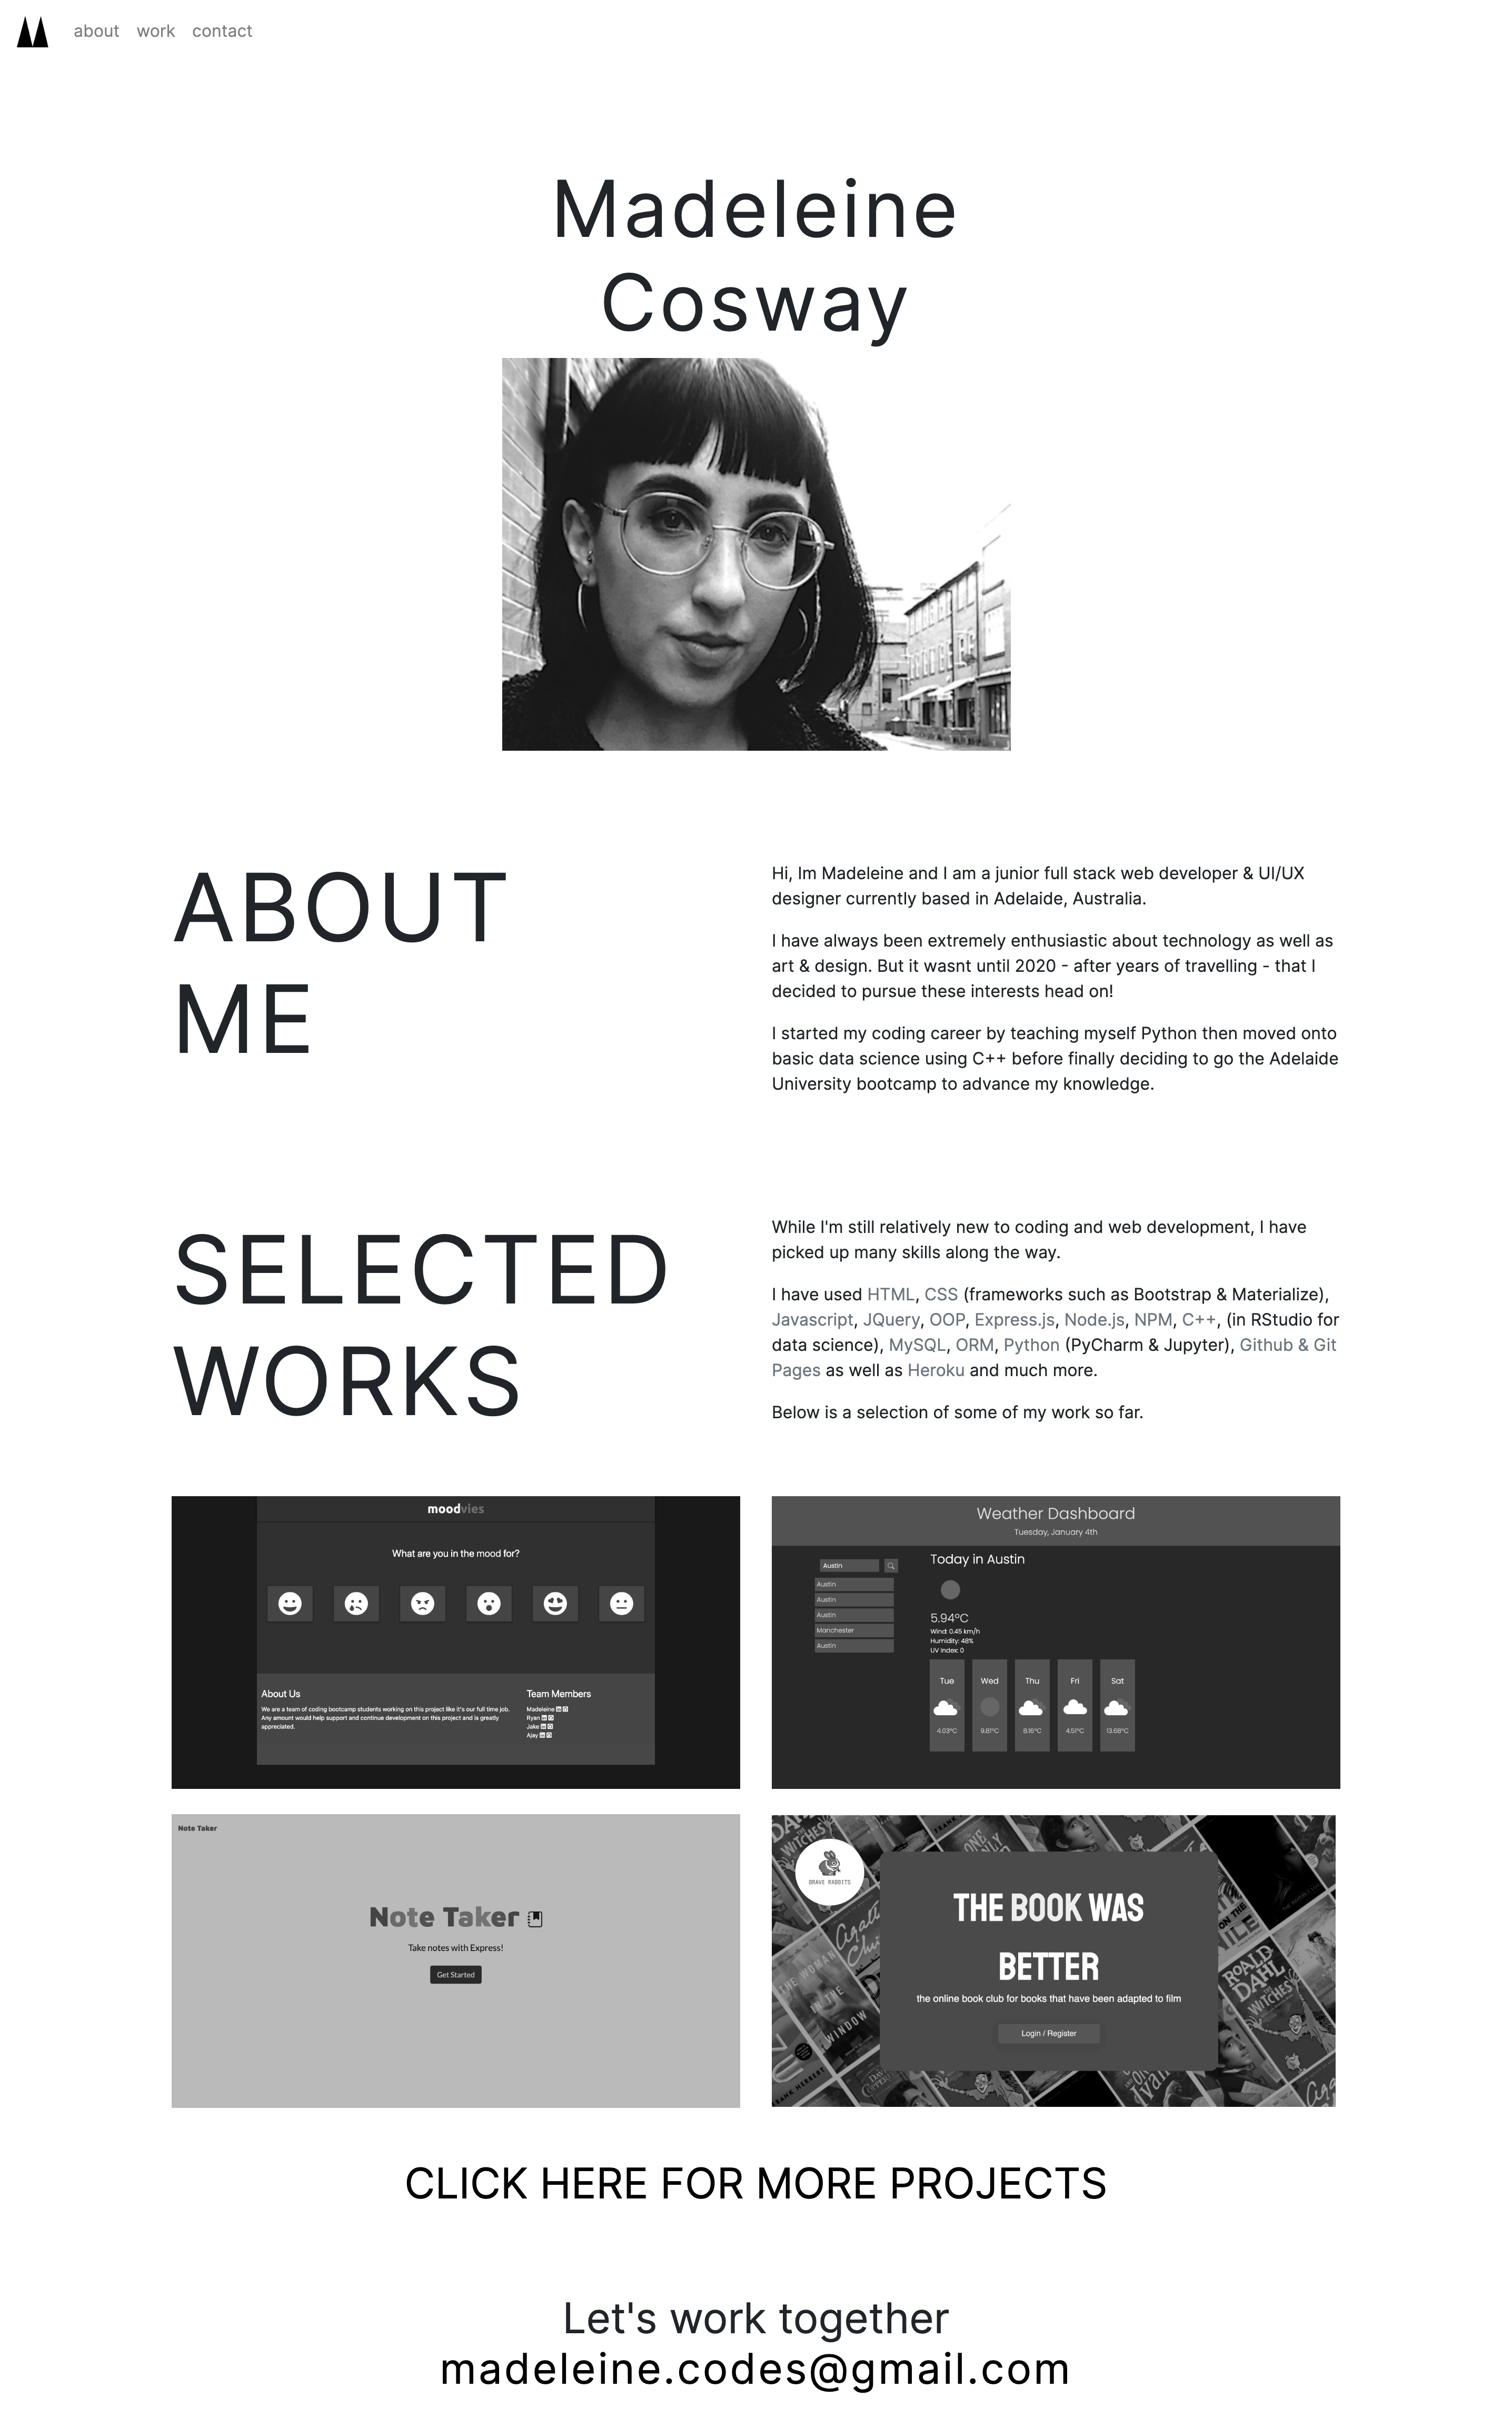 about work contact
Madeleine
Cosway
ABOUT
ME
Hi, Im Madeleine and I am a junior full stack web developer & UI/UX
designer currently based in Adelaide, Australia.
I have always been extremely enthusiastic about technology as well as
art & design. But it wasnt until 2020 - after years of travelling - that I
decided to pursue these interests head on!
I started my coding career by teaching myself Python then moved onto
basic data science using C++ before finally deciding to go the Adelaide
University bootcamp to advance my knowledge.
SELECTED
WORKS
While I'm still relatively new to coding and web development, I have
picked up many skills along the way.
I have used HTML, CSS (frameworks such as Bootstrap & Materialize),
Javascript, JQuery, OOP, Express.js, Node.js, NPM, C++, (in RStudio for
data science), MySQL, ORM, Python (PyCharm & Jupyter), Github & Git
Pages as well as Heroku and much more.
Below is a selection of some of my work so far.
moodvies
What are you in the mood for?
About Us
We are a team of coding bootcamp students working on this project like it's our full time job.
Any amount would help support and continue development on this project and is greatly
appreciated.
Team Members
Madeleine
Ryan
Jake
Ajay
Weather Dashboard
Tuesday, January 4th
Austin
Austin
Austin
Austin
Manchester
Austin
Today in Austin
5.94°C
Wind: 0.45 km/h
Humidity: 48%
UV Index: 0
Tue Wed Thu Fri Sat
4.03°C 9.81°C 8.16°C 4.51°C 13.68°C
Note Taker
Note Taker
Take notes with Express!
Get Started
BRAVE RABBITS
THE BOOK WAS
BETTER
the online book club for books that have been adapted to film
Login / Register
WITCHES
THE WOMAN
IN THE
WINDOW
FRANK HERBERT
ROALD
DAHL
WITCHES
CLICK HERE FOR MORE PROJECTS
Let's work together
madeleine.codes@gmail.com